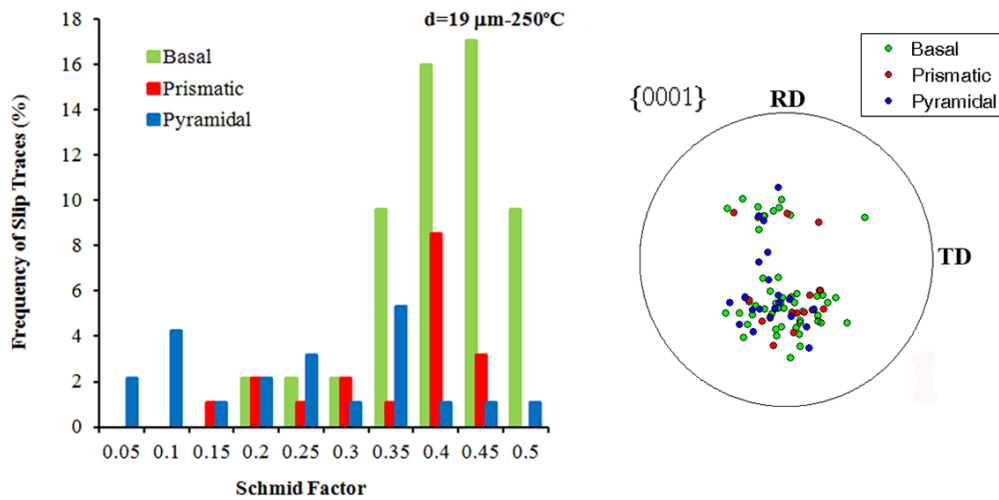 d=19 μm-250ºC
Basal
Prismatic
Pyramidal
18
16
14
12
10
8
6
4
2
0
Frequency of Slip Traces (%)
0.05 0.1 0.15 0.2 0.25 0.3 0.35 0.4 0.45 0.5
Schmid Factor
Basal
Prismatic
Pyramidal
{0001}
RD
TD